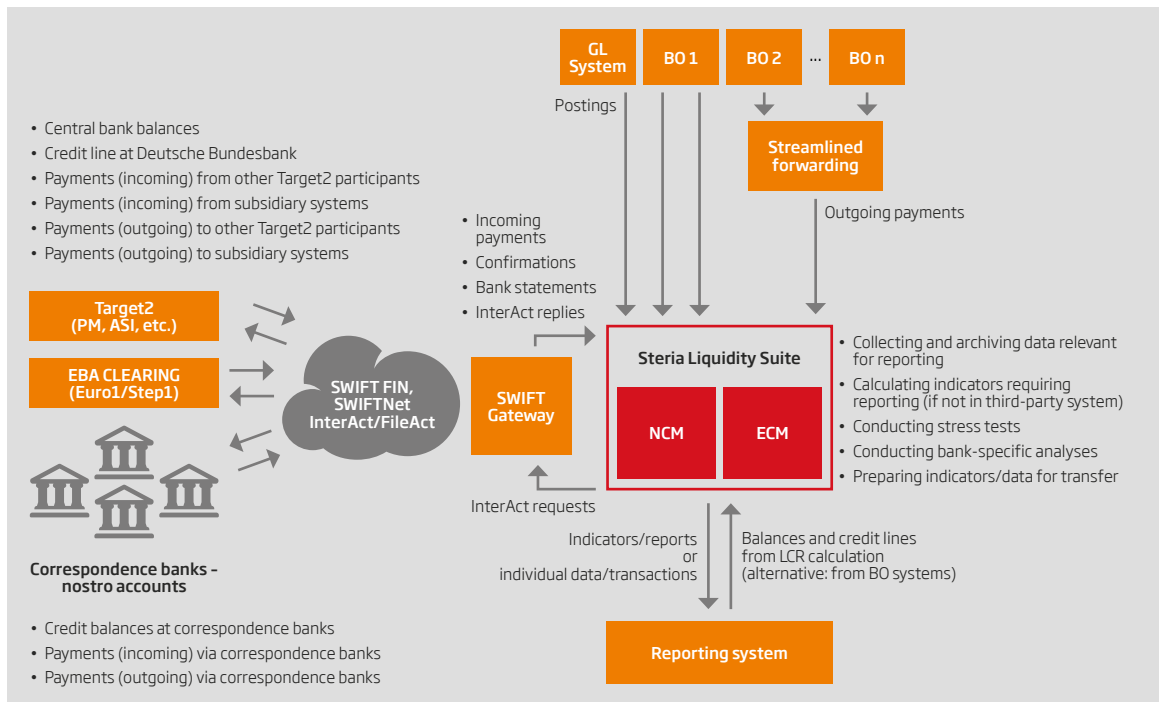 GL
System
BO 1
BO 2
...
BO n
Postings
Streamlined
forwarding
Outgoing payments
• Central bank balances
• Credit line at Deutsche Bundesbank
• Payments (incoming) from other Target2 participants
• Payments (incoming) from subsidiary systems
• Payments (outgoing) to other Target2 participants
• Payments (outgoing) to subsidiary systems
• Incoming
payments
• Confirmations
• Bank statements
• InterAct replies
Target2
(PM, ASI, etc.)
EBA CLEARING
(Euro1/Step1)
SWIFT FIN,
SWIFTNet
InterAct/FileAct
SWIFT
Gateway
InterAct requests
Steria Liquidity Suite
NCM
ECM
• Collecting and archiving data relevant
for reporting
• Calculating indicators requiring
reporting (if not in third-party system)
• Conducting stress tests
• Conducting bank-specific analyses
• Preparing indicators/data for transfer
Indicators/reports
or
individual data/transactions
Balances and credit lines
from LCR calculation
(alternative: from BO systems)
Reporting system
Correspondence banks –
nostro accounts
• Credit balances at correspondence banks
• Payments (incoming) via correspondence banks
• Payments (outgoing) via correspondence banks